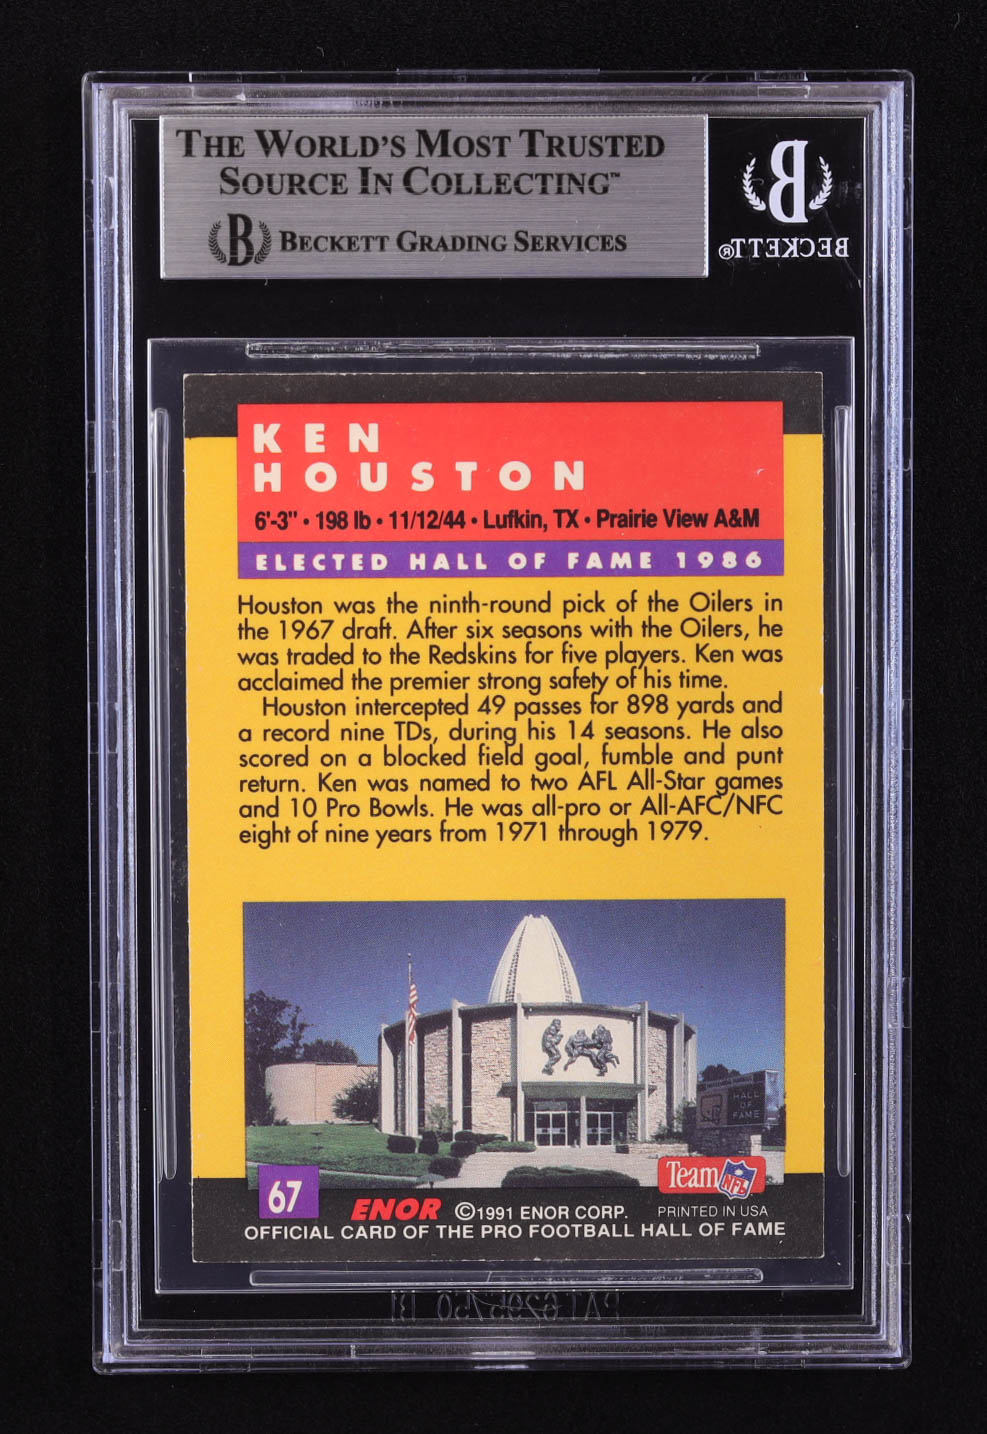 THE WORLD'S MOST TRUSTED
SOURCE IN COLLECTING™
B BECKETT GRADING SERVICES
B
BECKETT®
KEN
HOUSTON
6'-3" • 198 lb • 11/12/44 • Lufkin, TX • Prairie View A&M
ELECTED HALL OF FAME 1986
Houston was the ninth-round pick of the Oilers in
the 1967 draft. After six seasons with the Oilers, he
was traded to the Redskins for five players. Ken was
acclaimed the premier strong safety of his time.
Houston intercepted 49 passes for 898 yards and
a record nine TDs, during his 14 seasons. He also
scored on a blocked field goal, fumble and punt
return. Ken was named to two AFL All-Star games
and 10 Pro Bowls. He was all-pro or All-AFC/NFC
eight of nine years from 1971 through 1979.
HALL
OF
FAME
Team NFL
67 ENOR ©1991 ENOR CORP. PRINTED IN USA
OFFICIAL CARD OF THE PRO FOOTBALL HALL OF FAME